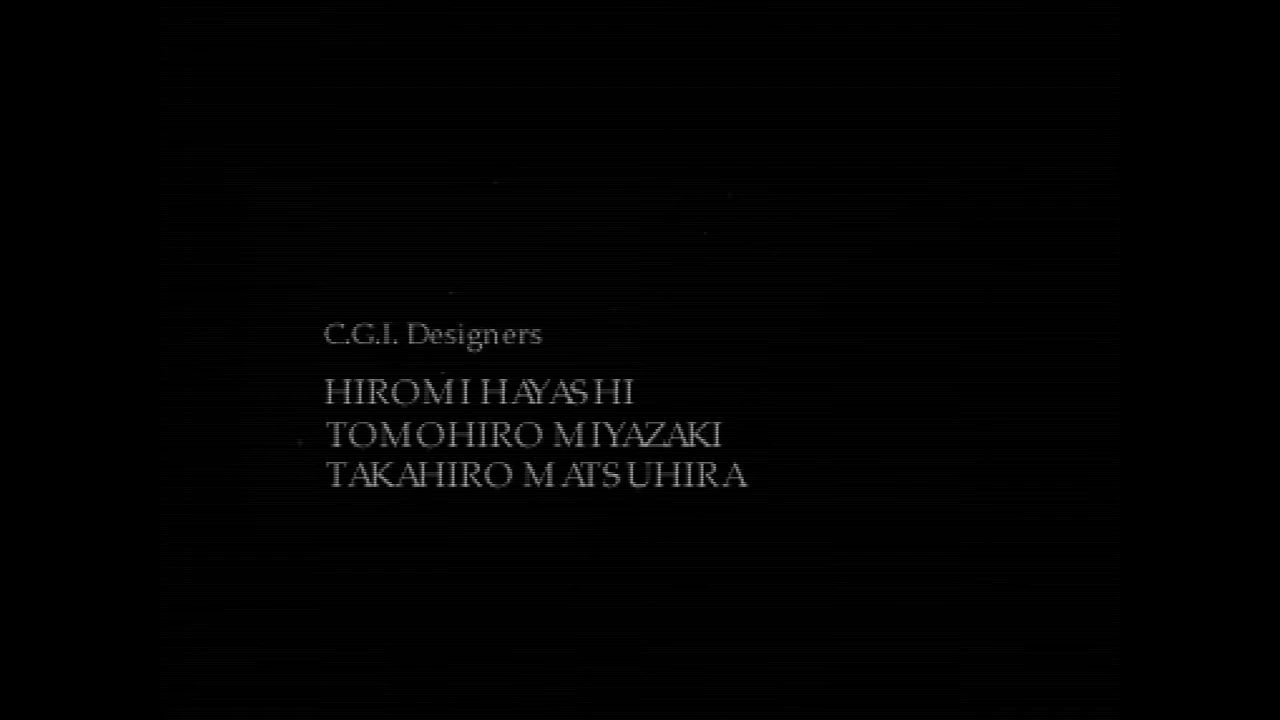 C.G.I. Designers
HIROMI HAYASHI
TOMOHIRO MIYAZAKI
TAKAHIRO MATSUHIRA